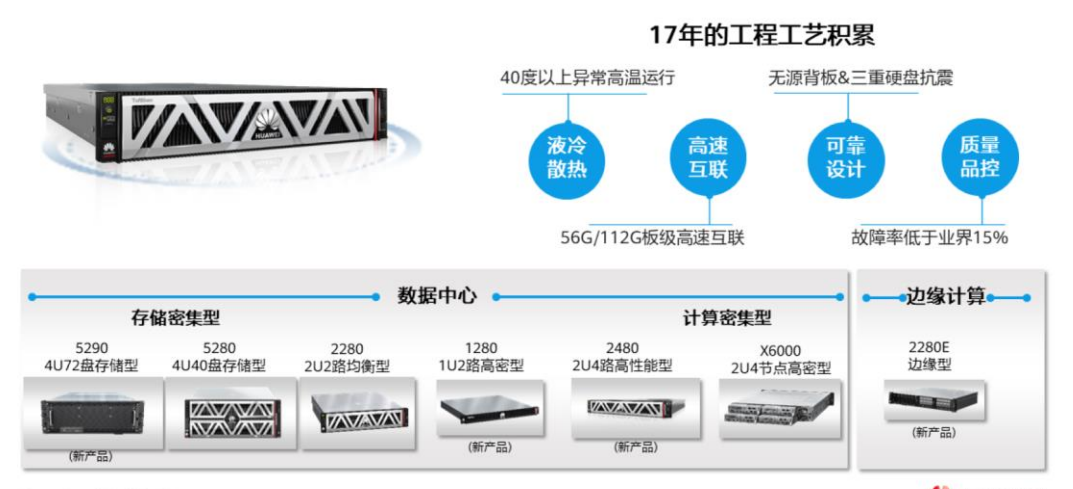 17年的工程工艺积累
40度以上异常高温运行
无源背板&三重硬盘抗震
液冷
散热
高速
互联
可靠
设计
质量
品控
56G/112G板级高速互联
故障率低于业界15%
HUAWEI
数据中心
边缘计算
存储密集型
计算密集型
5290
4U72盘存储型
5280
4U40盘存储型
2280
2U2路均衡型
1280
1U2路高密型
2480
2U4路高性能型
X6000
2U4节点高密型
2280E
边缘型
(新产品)
(新产品)
(新产品)
(新产品)